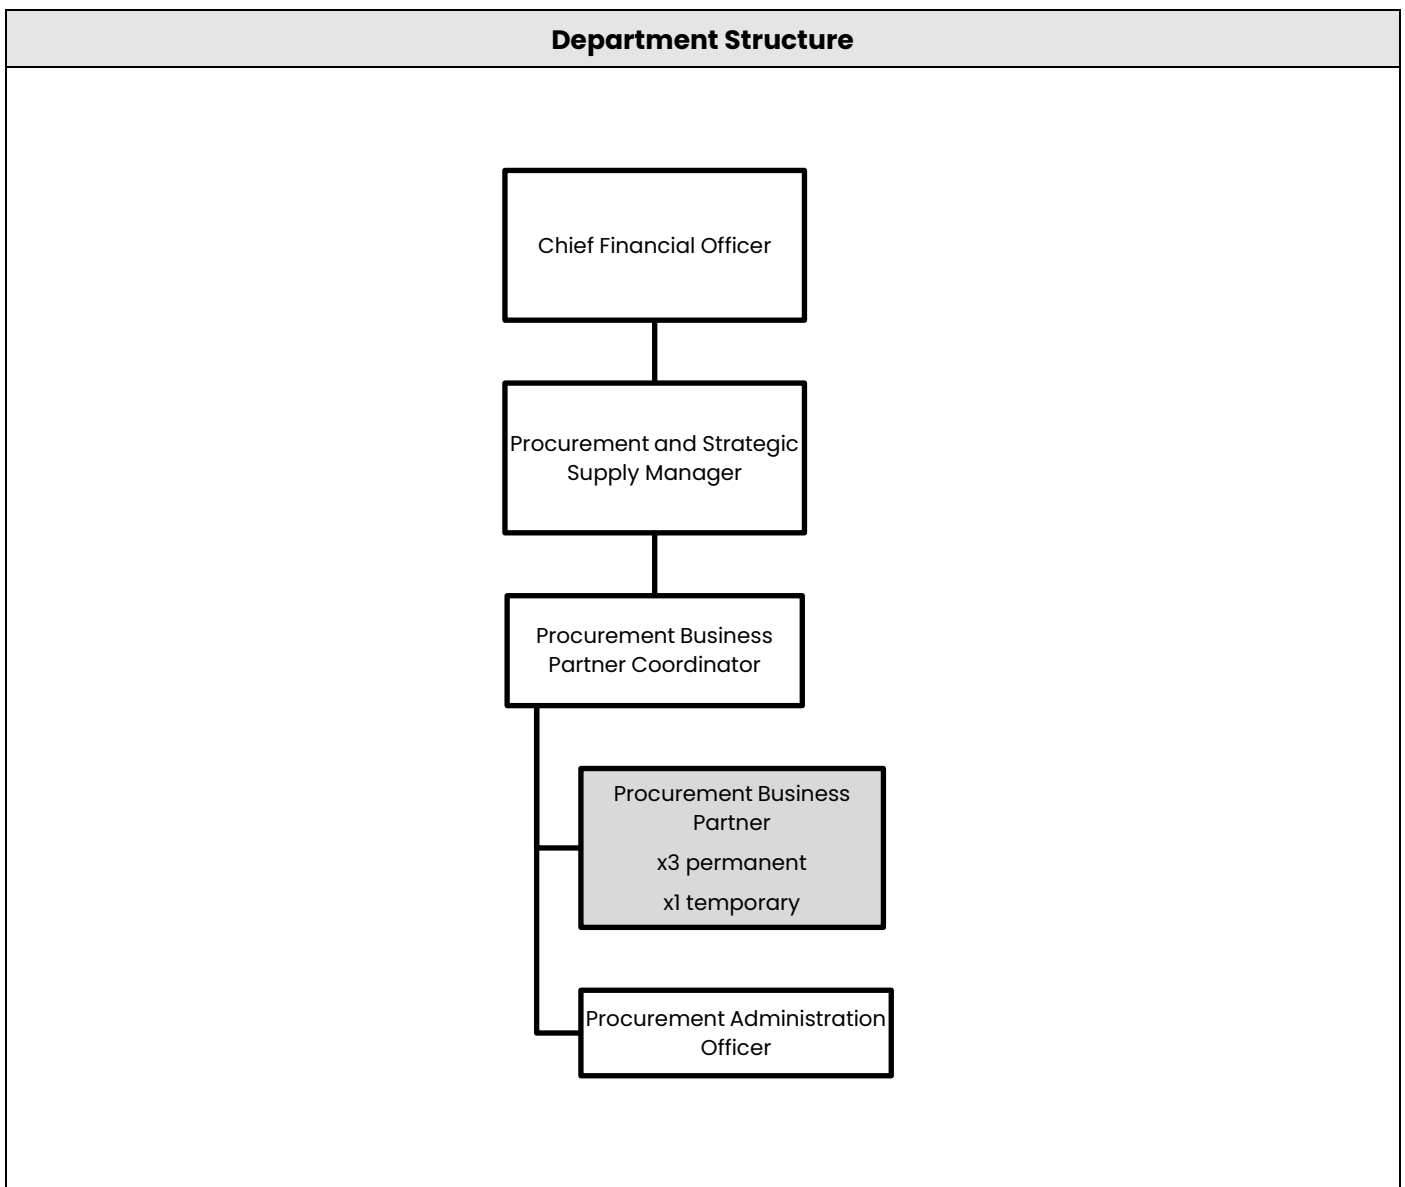 Department Structure
Chief Financial Officer
Procurement and Strategic
Supply Manager
Procurement Business
Partner Coordinator
Procurement Business
Partner
x3 permanent
x1 temporary
Procurement Administration
Officer